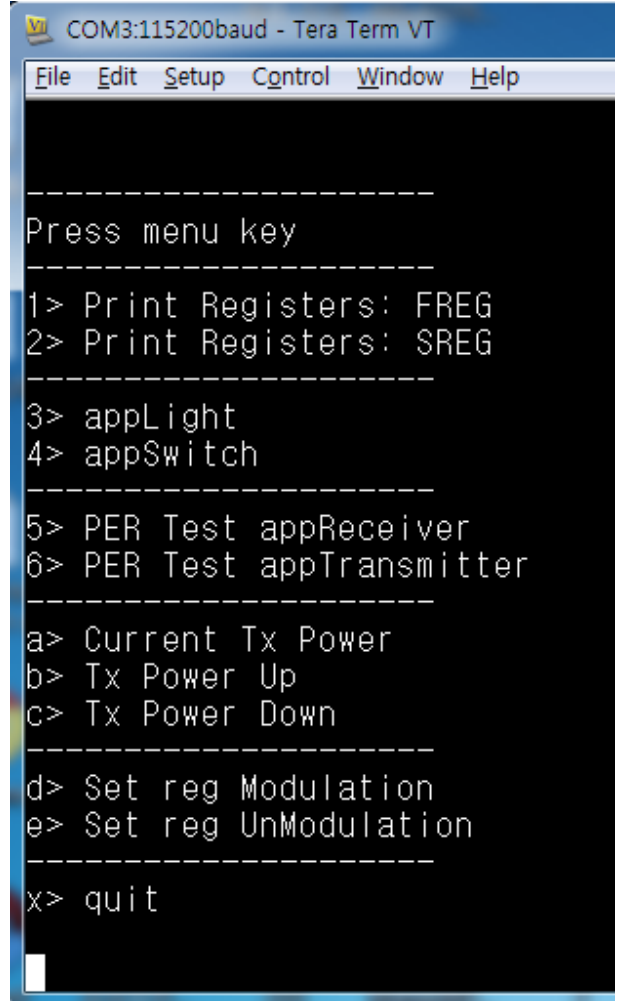 COM3:115200baud - Tera Term VT
File Edit Setup Control Window Help
---------------------
Press menu key
---------------------
1> Print Registers: FREG
2> Print Registers: SREG
---------------------
3> appLight
4> appSwitch
---------------------
5> PER Test appReceiver
6> PER Test appTransmitter
---------------------
a> Current Tx Power
b> Tx Power Up
c> Tx Power Down
---------------------
d> Set reg Modulation
e> Set reg UnModulation
---------------------
x> quit